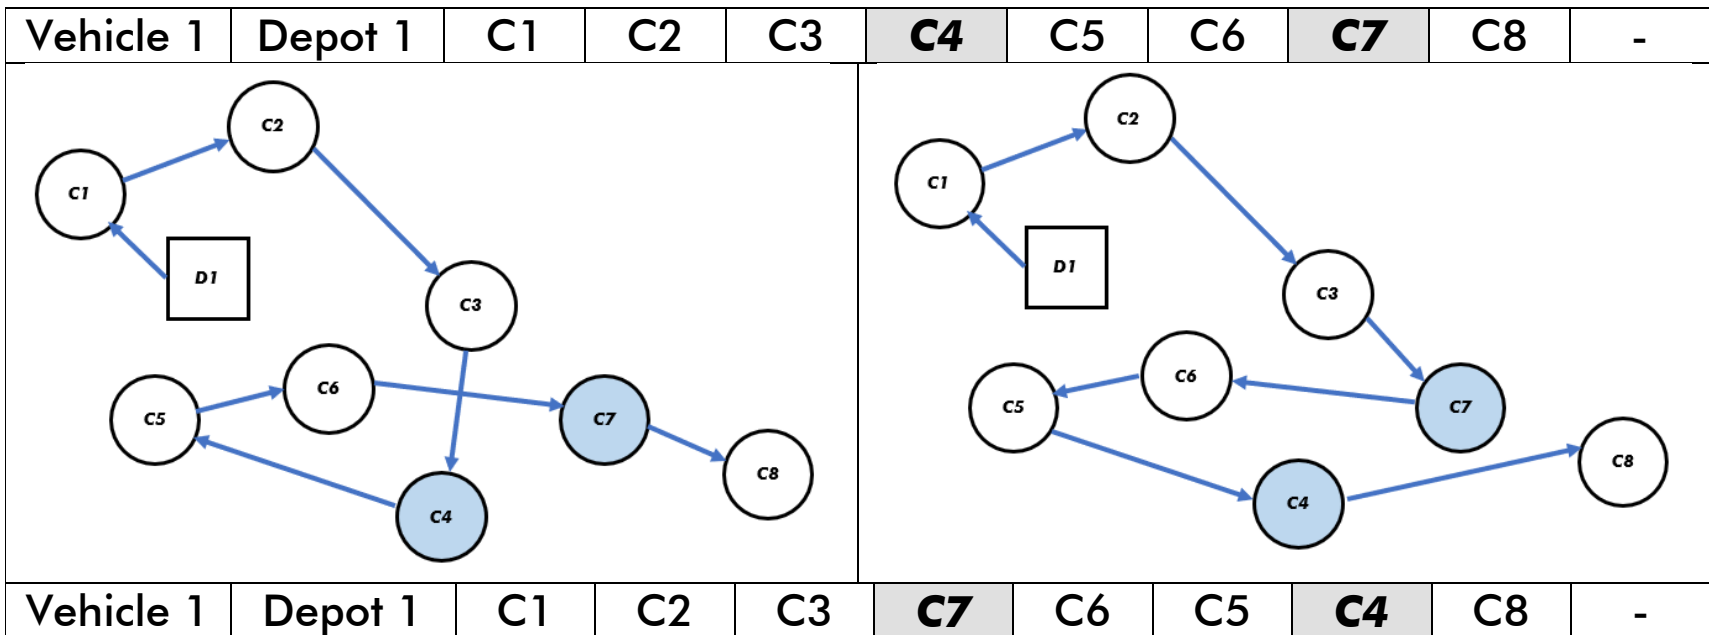 Vehicle 1 Depot 1 C1 C2 C3 C4 C5 C6 C7 C8 -
C2
C1
D1
C3
C6
C5
C7
C8
C4
C2
C1
D1
C3
C6
C5
C7
C8
C4
Vehicle 1 Depot 1 C1 C2 C3 C7 C6 C5 C4 C8 -